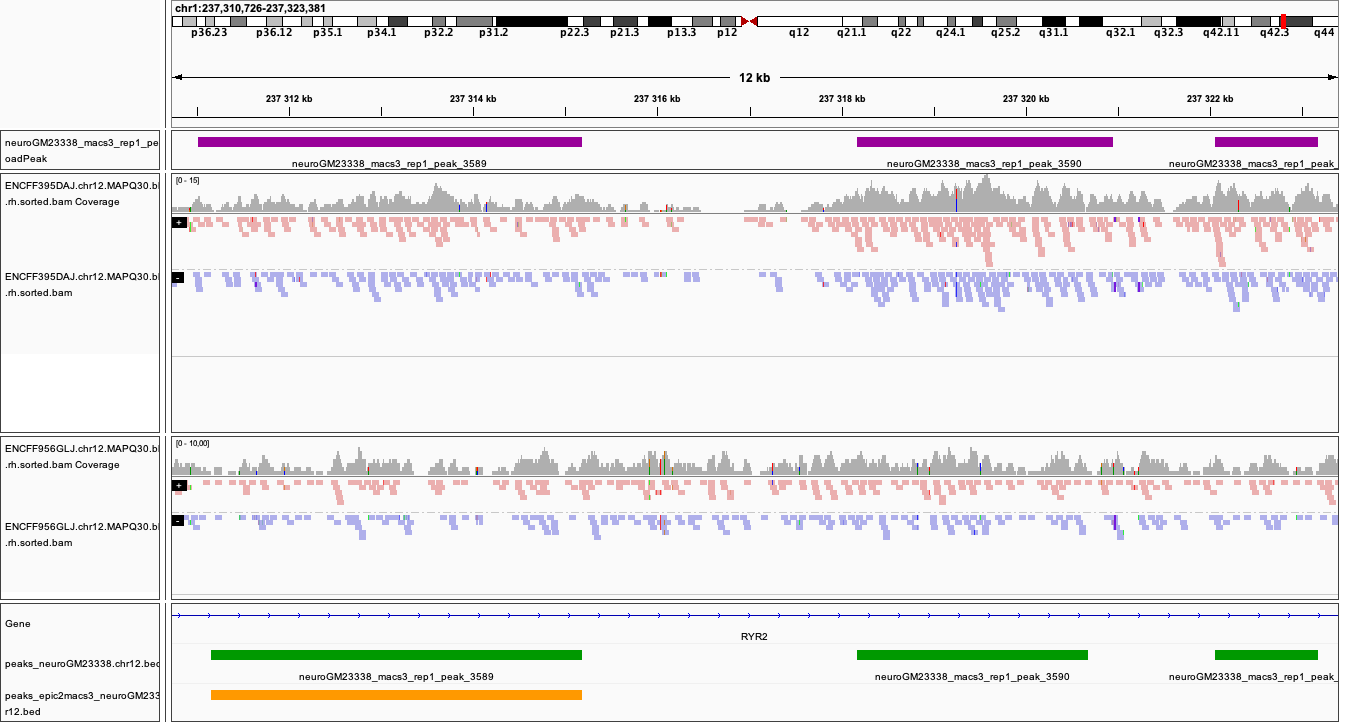 chr1:237,310,726-237,323,381
p36.23 p36.12 p35.1 p34.1 p32.2 p31.2 p22.3 p21.3 p13.3 p12 q12 q21.1 q22 q24.1 q25.2 q31.1 q32.1 q32.3 q42.11 q42.3 q44
12 kb
237 312 kb 237 314 kb 237 316 kb 237 318 kb 237 320 kb 237 322 kb
neuroGM23338_macs3_rep1_pe
oadPeak
neuroGM23338_macs3_rep1_peak_3589 neuroGM23338_macs3_rep1_peak_3590 neuroGM23338_macs3_rep1_peak_
ENCFF395DAJ.chr12.MAPQ30.bl
.rh.sorted.bam Coverage
[0 - 15]
+
ENCFF395DAJ.chr12.MAPQ30.bl
.rh.sorted.bam
-
ENCFF956GLJ.chr12.MAPQ30.bl
.rh.sorted.bam Coverage
[0 - 10,00]
+
ENCFF956GLJ.chr12.MAPQ30.bl
.rh.sorted.bam
-
Gene
RYR2
peaks_neuroGM23338.chr12.bed
neuroGM23338_macs3_rep1_peak_3589 neuroGM23338_macs3_rep1_peak_3590 neuroGM23338_macs3_rep1_peak_
peaks_epic2macs3_neuroGM233
r12.bed